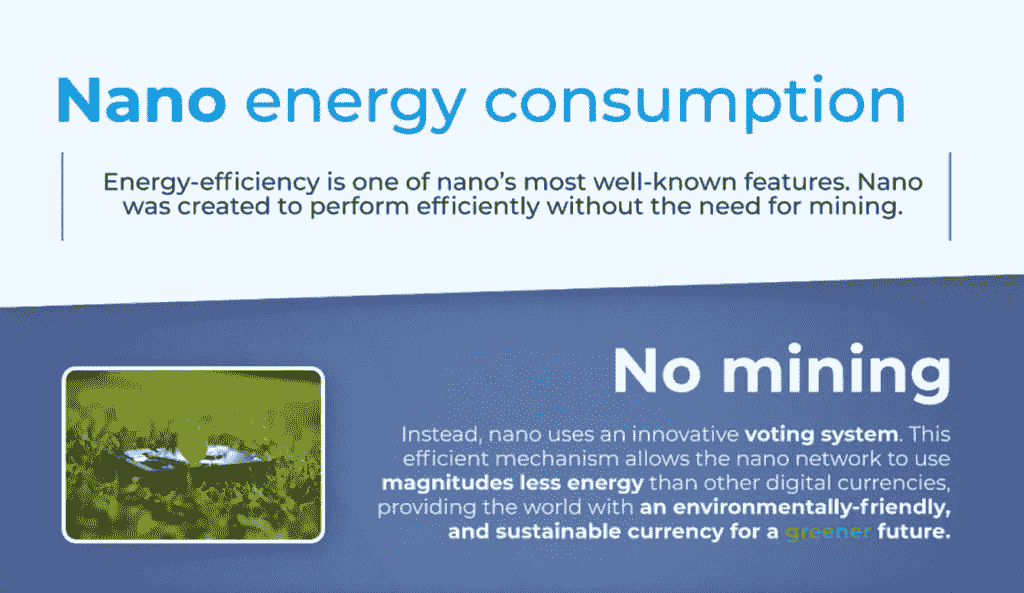 Nano energy consumption
Energy-efficiency is one of nano’s most well-known features. Nano
was created to perform efficiently without the need for mining.
No mining
Instead, nano uses an innovative voting system. This
efficient mechanism allows the nano network to use
magnitudes less energy than other digital currencies,
providing the world with an environmentally-friendly,
and sustainable currency for a greener future.